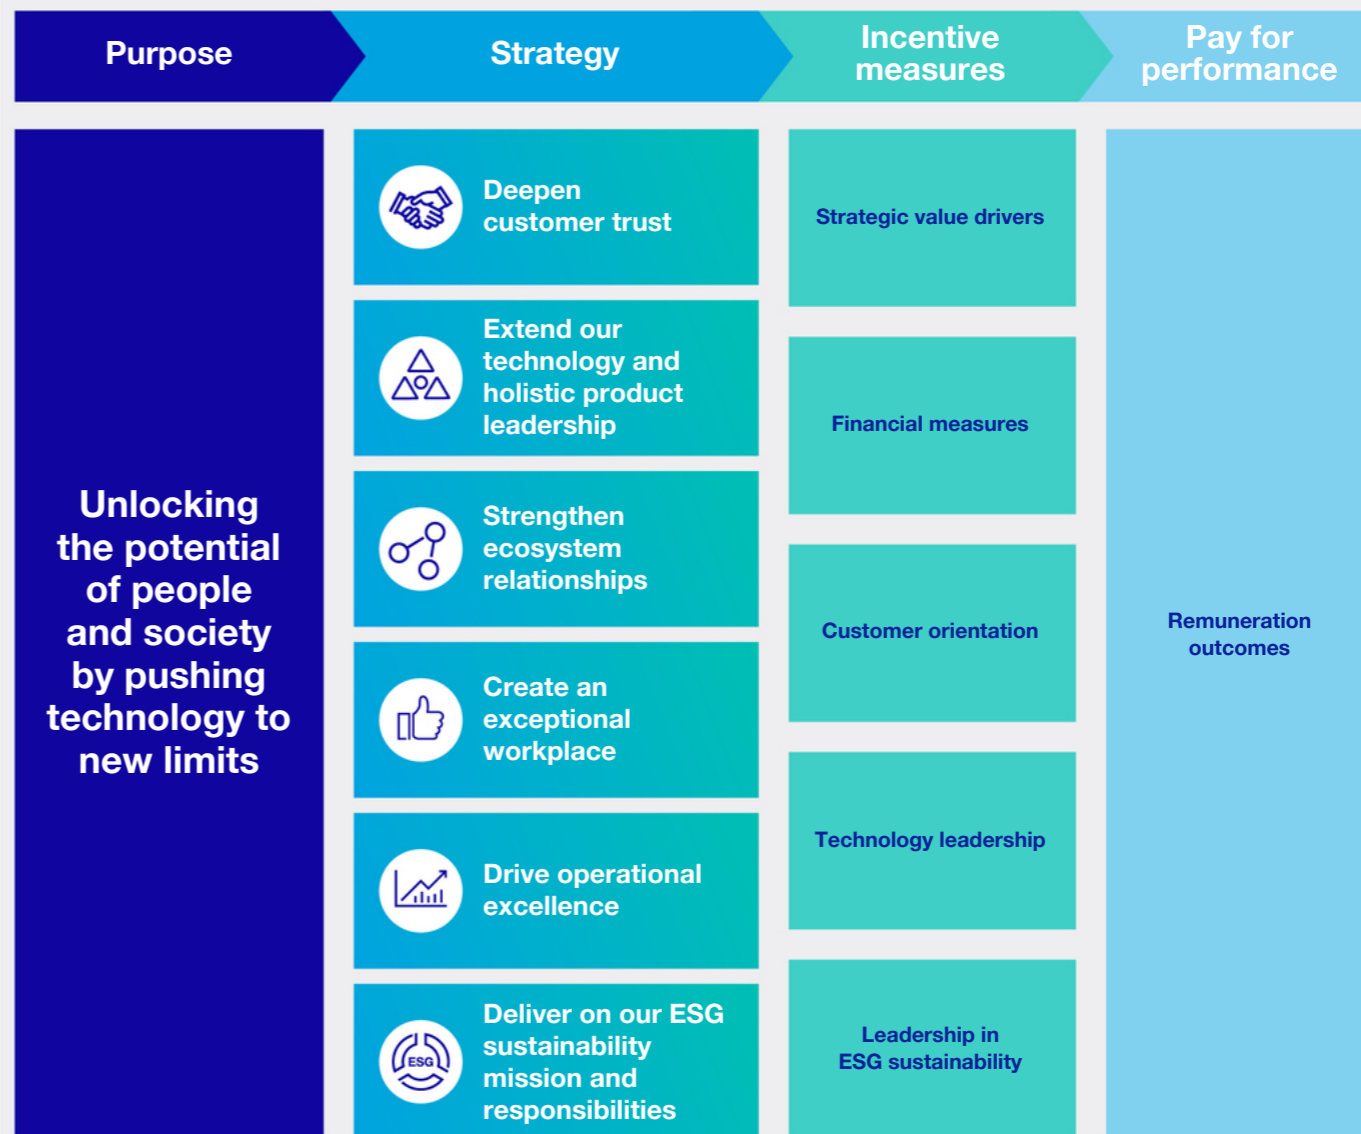 Purpose
Strategy
Incentive
measures
Pay for
performance
Unlocking
the potential
of people
and society
by pushing
technology to
new limits
Deepen
customer trust
Extend our
technology and
holistic product
leadership
Strengthen
ecosystem
relationships
Create an
exceptional
workplace
Drive operational
excellence
ESG
Deliver on our ESG
sustainability
mission and
responsibilities
Strategic value drivers
Financial measures
Customer orientation
Technology leadership
Leadership in
ESG sustainability
Remuneration
outcomes